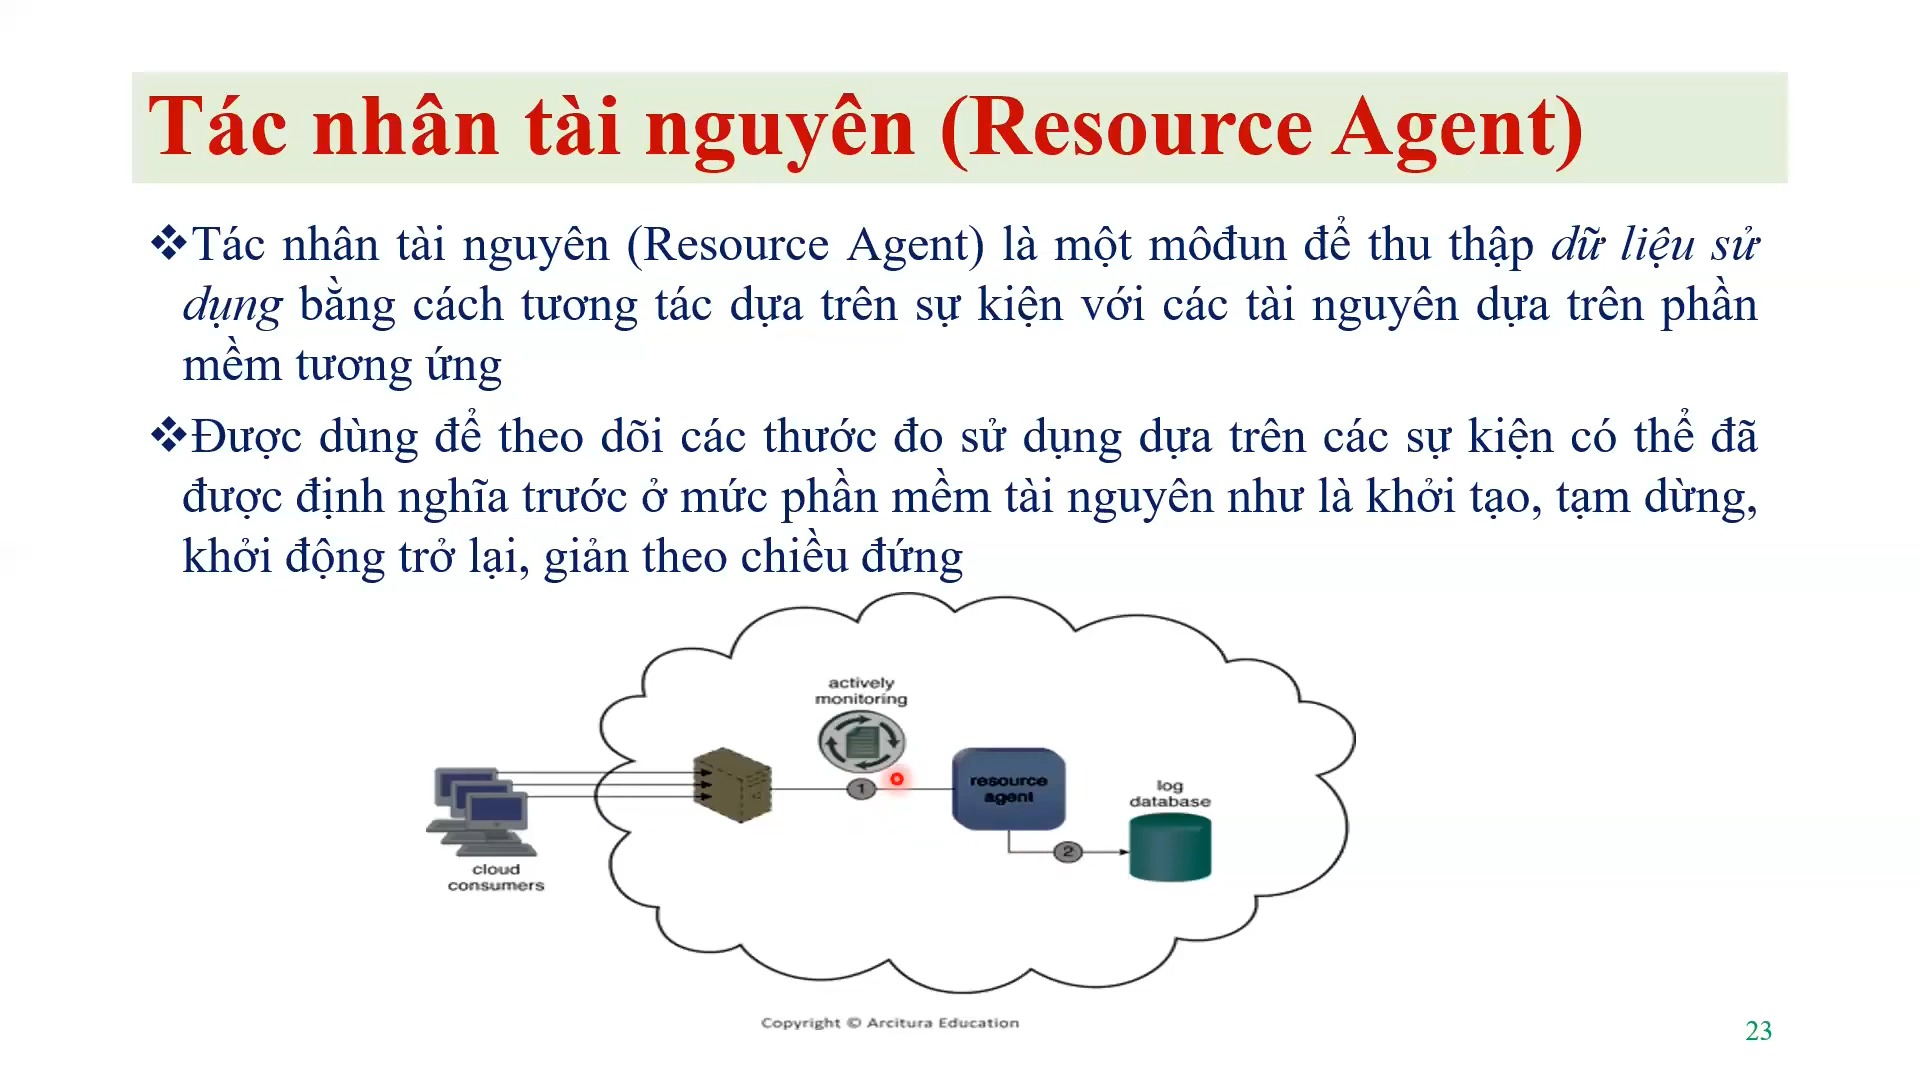 Tác nhân tài nguyên (Resource Agent)
❖Tác nhân tài nguyên (Resource Agent) là một môđun để thu thập dữ liệu sử
dụng bằng cách tương tác dựa trên sự kiện với các tài nguyên dựa trên phần
mềm tương ứng
❖Được dùng để theo dõi các thước đo sử dụng dựa trên các sự kiện có thể đã
được định nghĩa trước ở mức phần mềm tài nguyên như là khởi tạo, tạm dừng,
khởi động trở lại, giản theo chiều đứng
actively
monitoring
1
resource
agent
log
database
2
cloud
consumers
Copyright © Arcitura Education
23